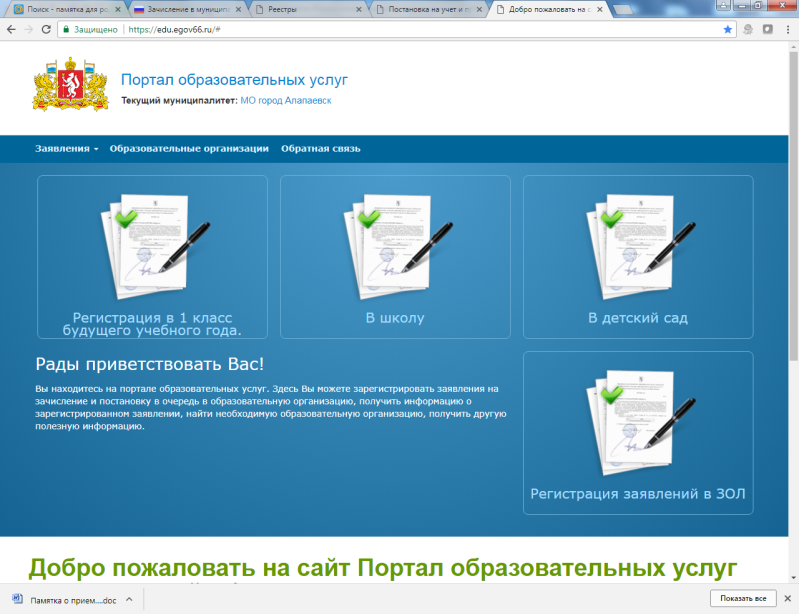 Поиск - памятка для ро
Зачисление в муницип
Реестры
Постановка на учет и п
Добро пожаловать на с
Защищено
https://edu.egov66.ru/#
Портал образовательных услуг
Текущий муниципалитет: МО город Алапаевск
Заявления
Образовательные организации
Обратная связь
Регистрация в 1 класс
будущего учебного года.
В школу
В детский сад
Рады приветствовать Вас!
Вы находитесь на портале образовательных услуг. Здесь Вы можете зарегистрировать заявления на
зачисление и постановку в очередь в образовательную организацию, получить информацию о
зарегистрированном заявлении, найти необходимую образовательную организацию, получить другую
полезную информацию.
Регистрация заявлений в ЗОЛ
Добро пожаловать на сайт Портал образовательных услуг
Памятка о прием....doc
Показать все